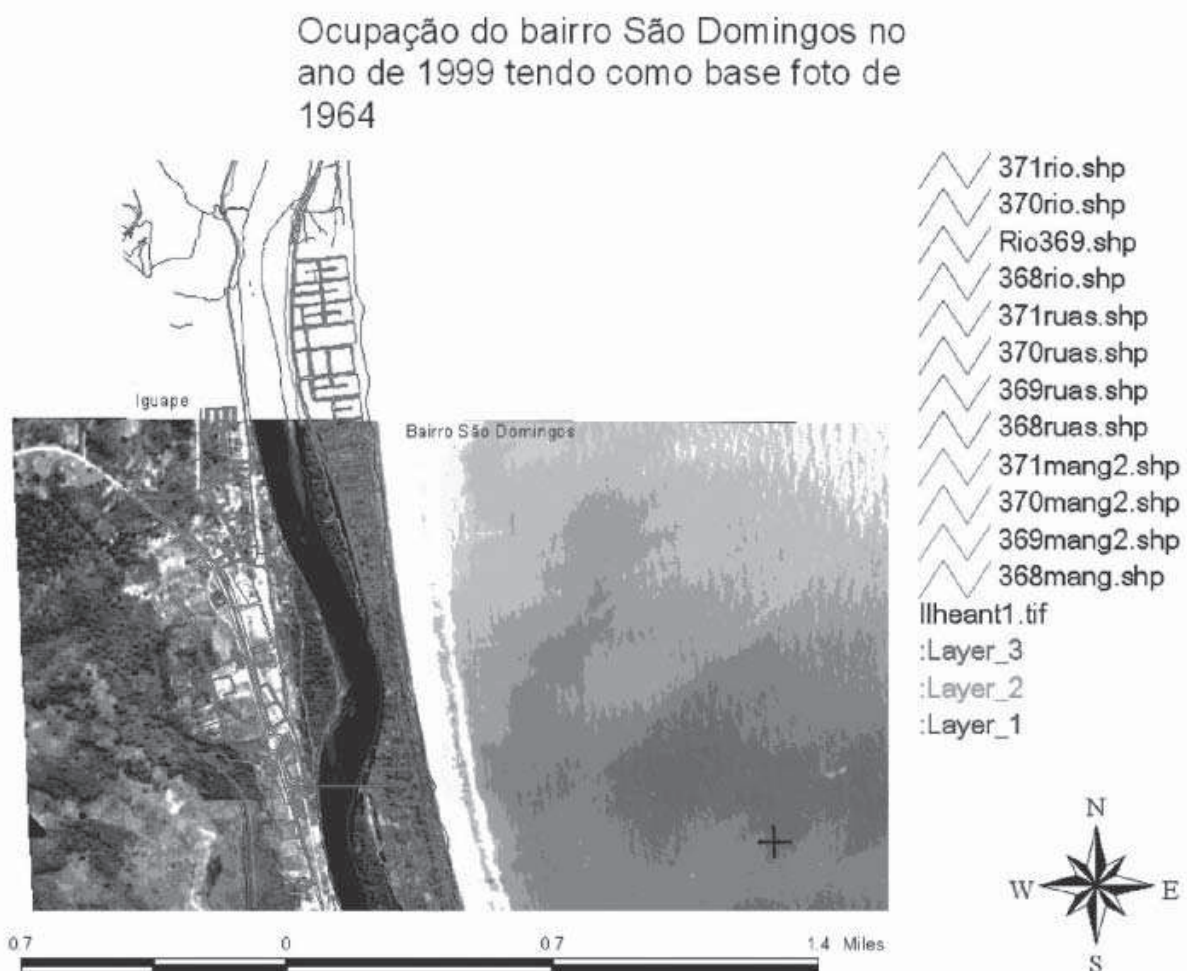 Ocupação do bairro São Domingos no
ano de 1999 tendo como base foto de
1964
371rio.shp
370rio.shp
Rio369.shp
368rio.shp
371ruas.shp
370ruas.shp
369ruas.shp
368ruas.shp
371mang2.shp
370mang2.shp
369mang2.shp
368mang.shp
Ilheant1.tif
:Layer_3
:Layer_2
:Layer_1
Iguape
Bairro São Domingos
N
W E
S
0.7 0 0.7 1.4 Miles